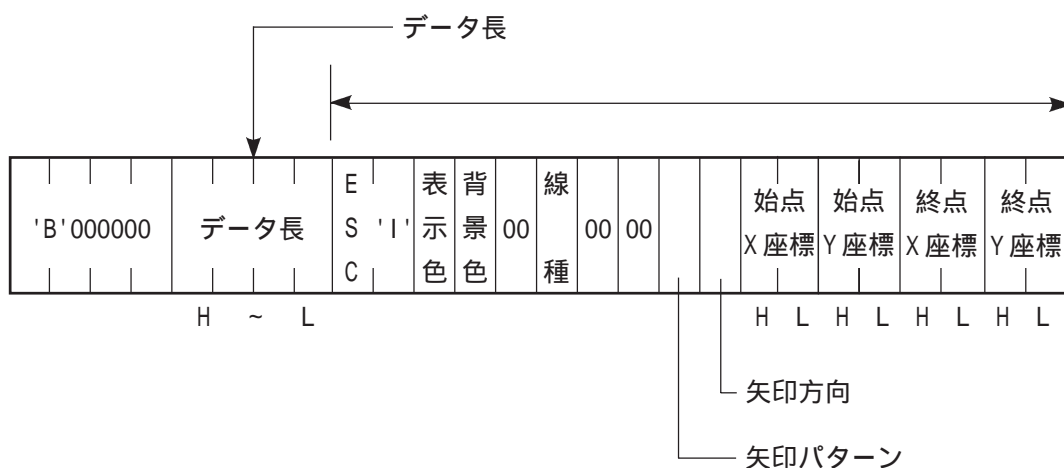 データ長
'B'000000
データ長
ESC
'I'
表示色
背景色
00
線種
00
00
始点
X座標
始点
Y座標
終点
X座標
終点
Y座標
H ~ L
H L H L H L H L
矢印方向
矢印パターン